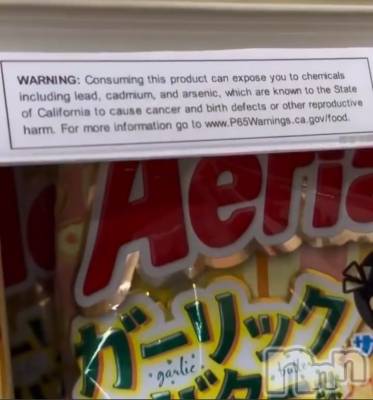 WARNING: Consuming this product can expose you to chemicals
including lead, cadmium, and arsenic, which are known to the State
of California to cause cancer and birth defects or other reproductive
harm. For more information go to www.P65Warnings.ca.gov/food.
Aeria
ガーリック
garlic